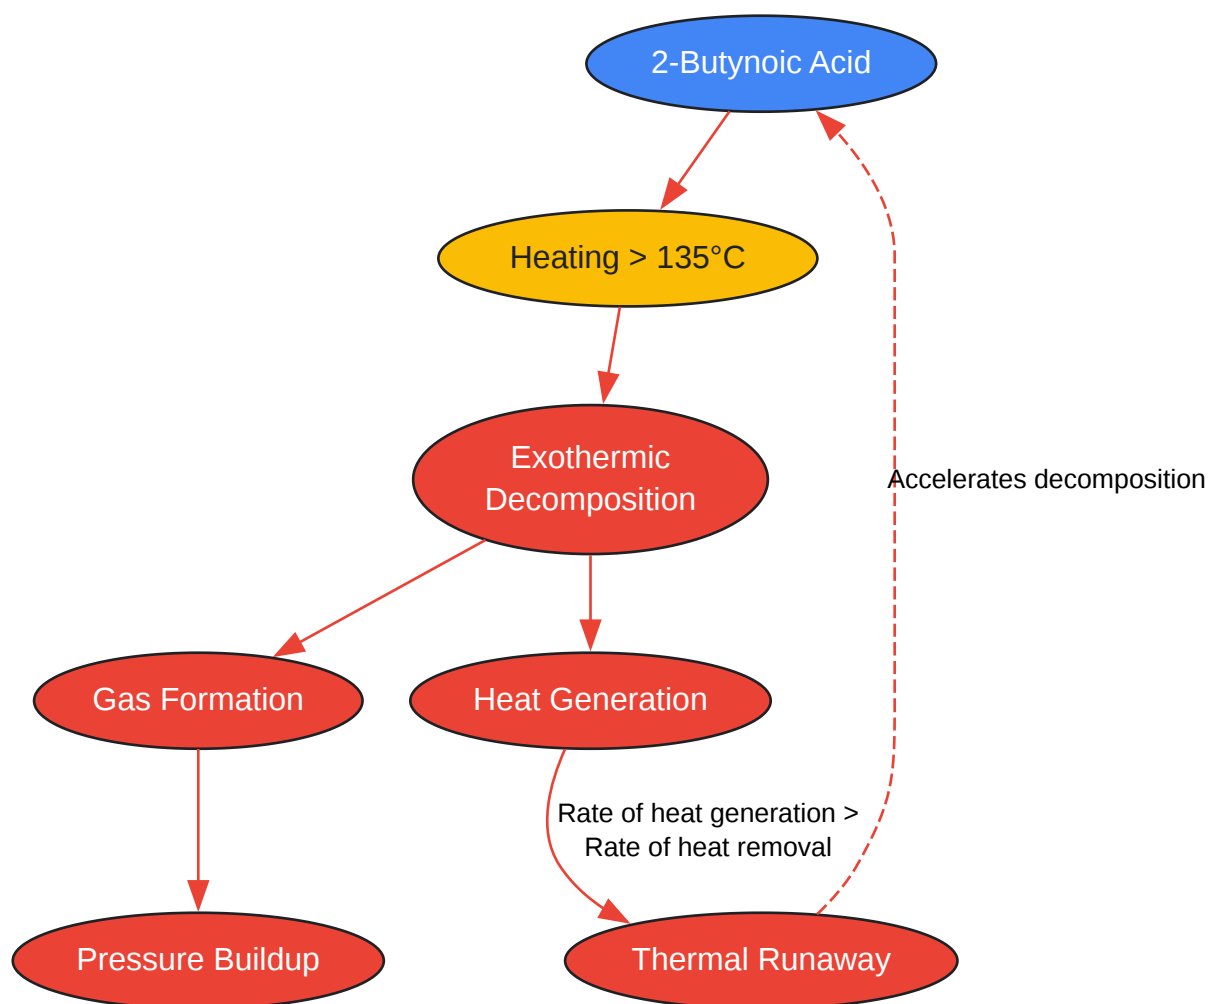 2-Butynoic Acid
Heating > 135°C
Exothermic
Decomposition
Accelerates decomposition
Gas Formation
Heat Generation
Rate of heat generation >
Rate of heat removal
Pressure Buildup
Thermal Runaway